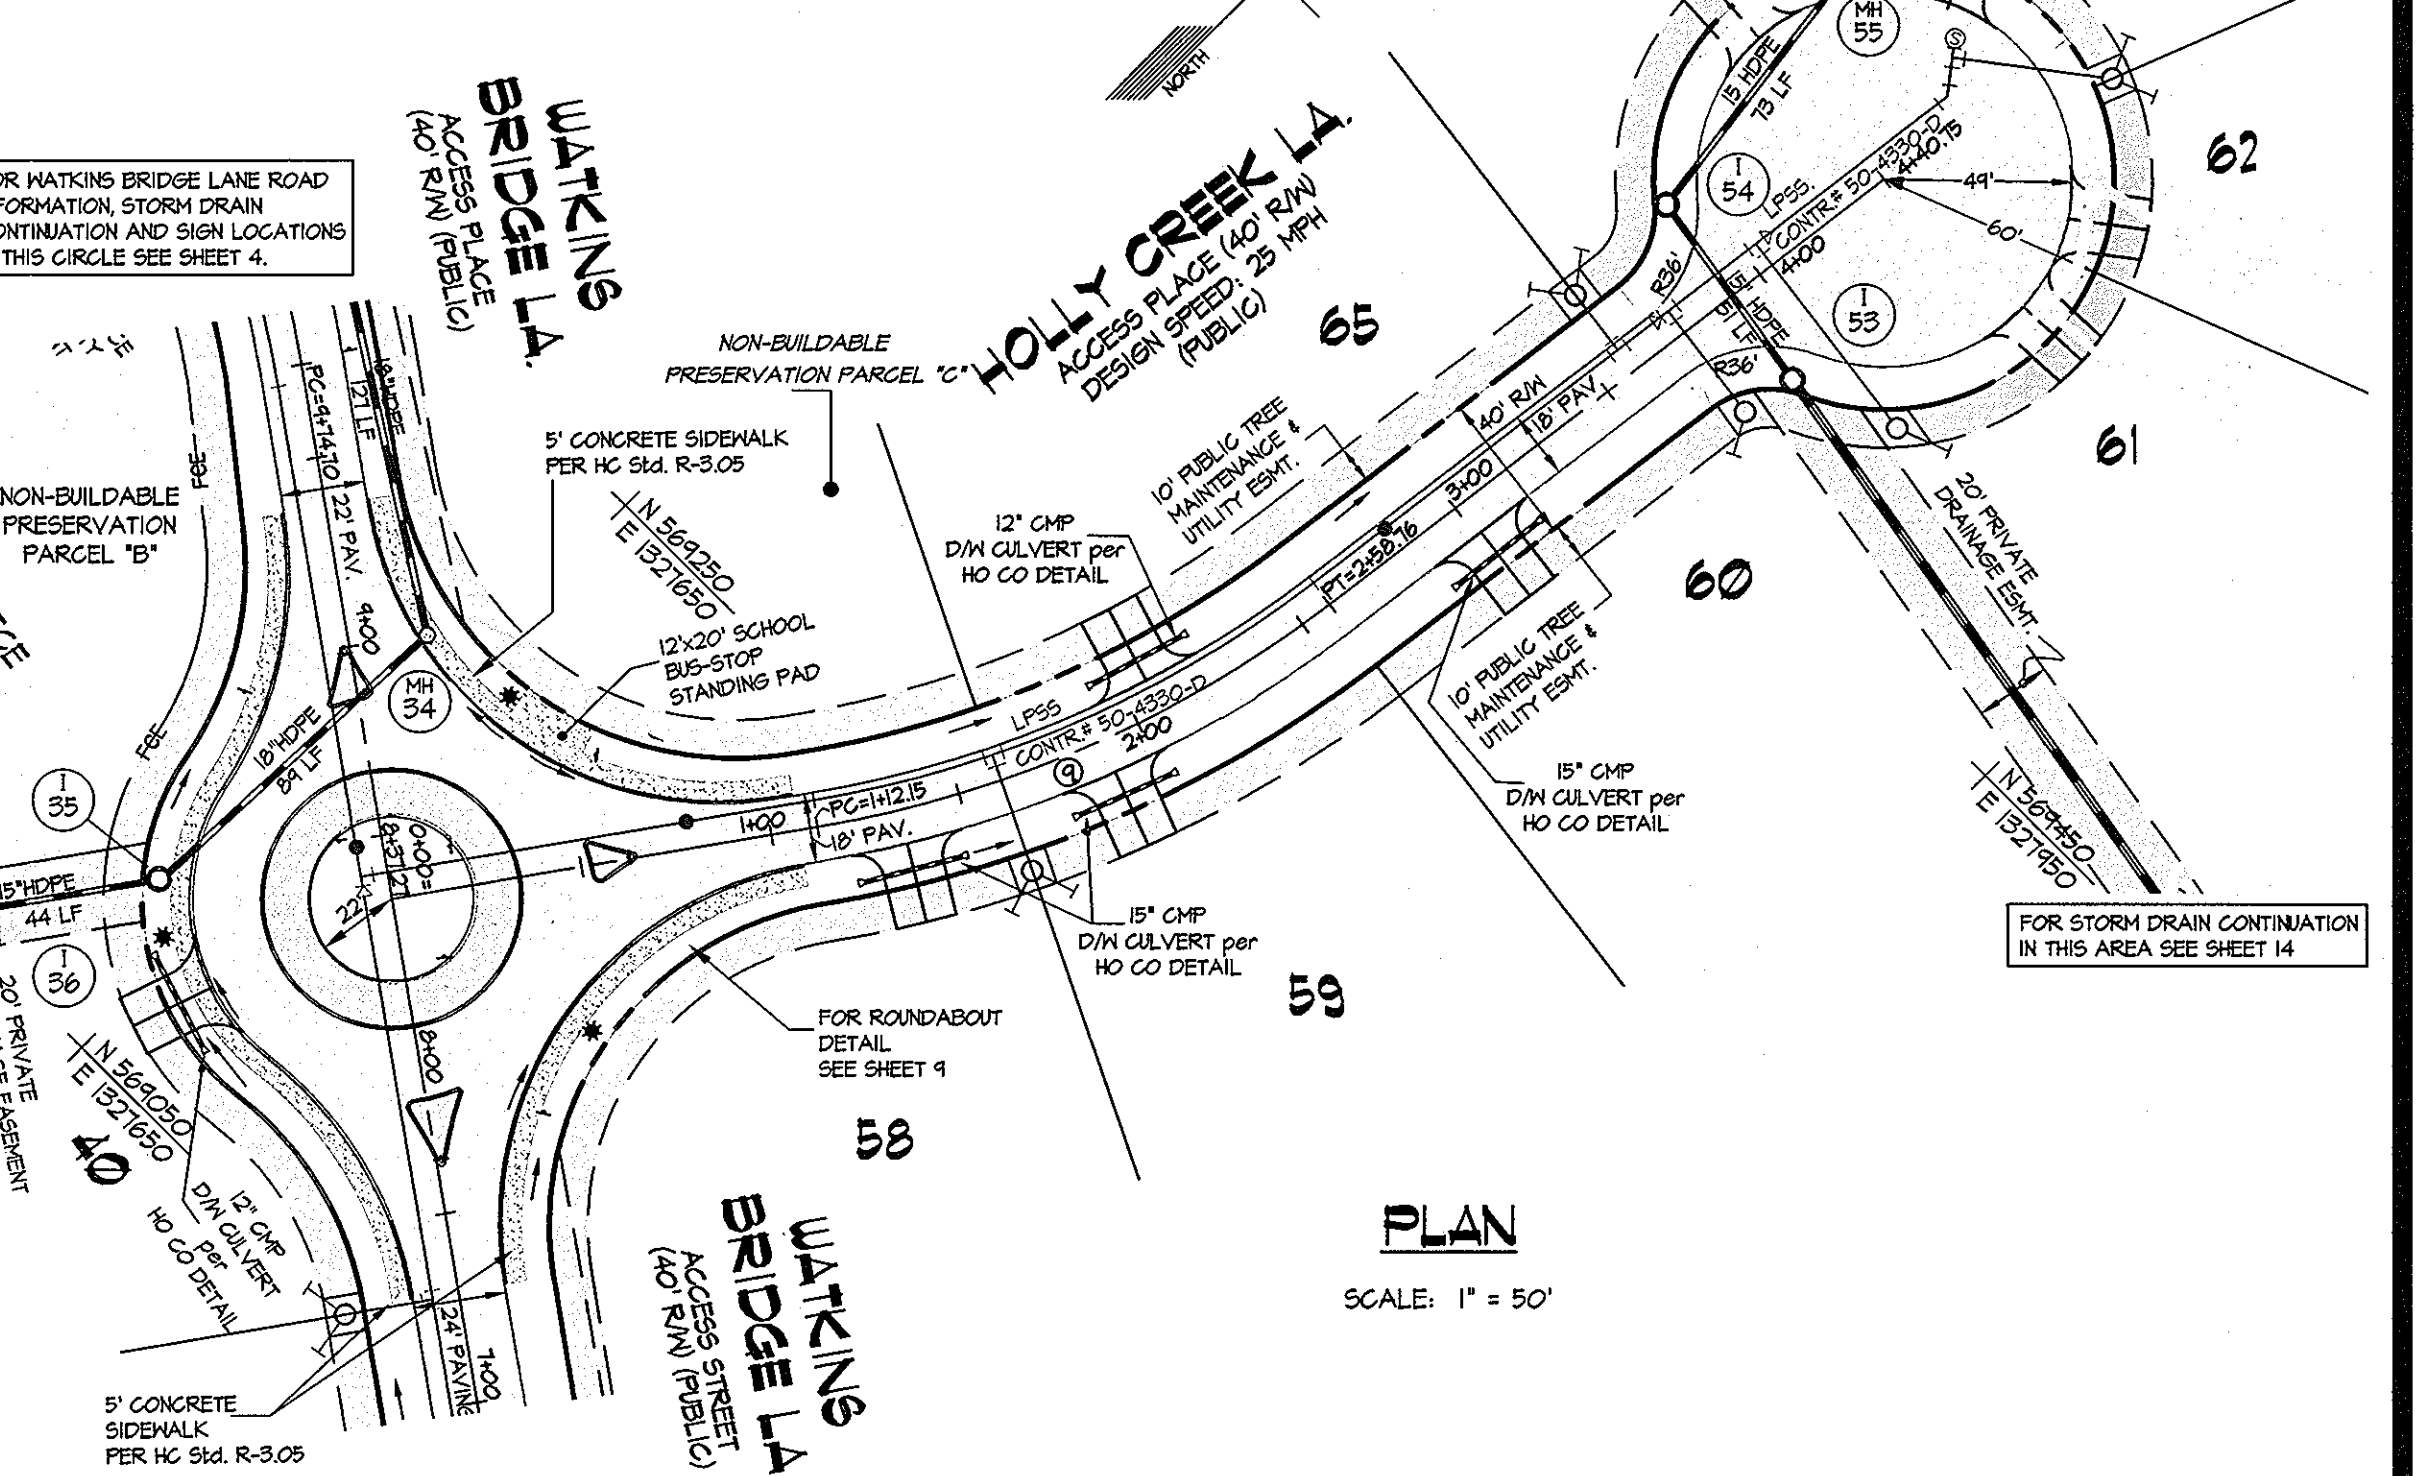 OR WATKINS BRIDGE LANE ROAD
FORMATION, STORM DRAIN
ONTINUATION AND SIGN LOCATIONS
THIS CIRCLE SEE SHEET 4.
WATKINS
BRIDGE LA.
ACCESS PLACE
(40' R/W) (PUBLIC)
NORTH
HOLLY CREEK LA.
ACCESS PLACE (40' R/W)
DESIGN SPEED: 25 MPH
(PUBLIC)
NON-BUILDABLE
PRESERVATION PARCEL "C"
65
62
61
60
59
58
40
MH
55
15 HDPE
73 LF
I
54
LPSS.
CONTR.# 50-4330-D
4+40.75
4+00
49'
60'
R36'
15" HDPE
51 LF
I
53
R36'
5' CONCRETE SIDEWALK
PER HC Std. R-3.05
N 569250
E 1327650
12'x20' SCHOOL
BUS-STOP
STANDING PAD
12" CMP
D/W CULVERT per
HO CO DETAIL
10' PUBLIC TREE
MAINTENANCE &
UTILITY ESMT.
40' R/W
18' PAV.
3+00
PT=2+58.76
FCE
PC=9+74.70
127 LF
18" HDPE
22' PAV.
9+00
NON-BUILDABLE
PRESERVATION
PARCEL "B"
FCE
MH
34
18"HDPE
89 LF
I
35
15"HDPE
44 LF
I
36
0+00=
8+37.27
22'
8+00
1+00
PC=1+12.15
18' PAV.
LPSS
CONTR.# 50-4330-D
2+00
9
10' PUBLIC TREE
MAINTENANCE &
UTILITY ESMT.
15" CMP
D/W CULVERT per
HO CO DETAIL
20' PRIVATE
DRAINAGE ESMT.
N 569450
E 1327950
FOR STORM DRAIN CONTINUATION
IN THIS AREA SEE SHEET 14
15" CMP
D/W CULVERT per
HO CO DETAIL
FOR ROUNDABOUT
DETAIL
SEE SHEET 9
20' PRIVATE
EASEMENT
N 569050
E 1327650
12" CMP
D/W CULVERT
per
HO CO DETAIL
24' PAVING
7+00
WATKINS
BRIDGE LA
ACCESS STREET
(40' R/W) (PUBLIC)
5' CONCRETE
SIDEWALK
PER HC Std. R-3.05
PLAN
SCALE: 1" = 50'